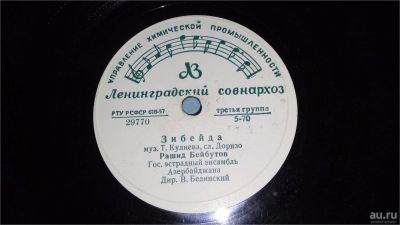 УПРАВЛЕНИЕ ХИМИЧЕСКОЙ ПРОМЫШЛЕННОСТИ
Ленинградский совнархоз
РТУ РСФСР 618-57 третья группа
29770 5-70
Зибейда
муз. Т. Кулиева, сл. Доризо
Рашид Бейбутов
Гос. эстрадный ансамбль
Азербайджана
Дир. В. Белинский
au.ru